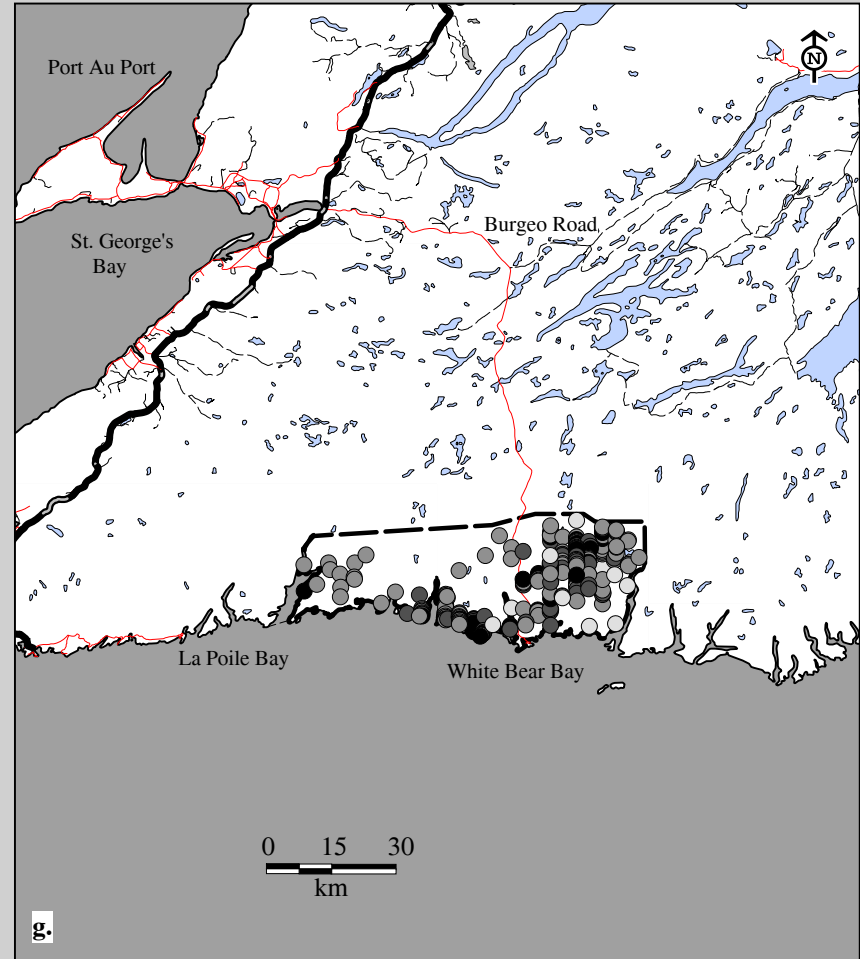 Port Au Port
N
St. George's
Bay
Burgeo Road
La Poile Bay
White Bear Bay
0 15 30
km
g.